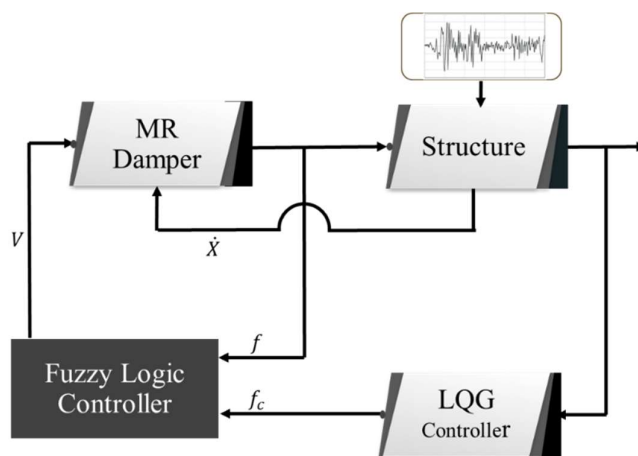 MR
Damper
Structure
V
Ẋ
f
Fuzzy Logic
Controller
f_c
LQG
Controller